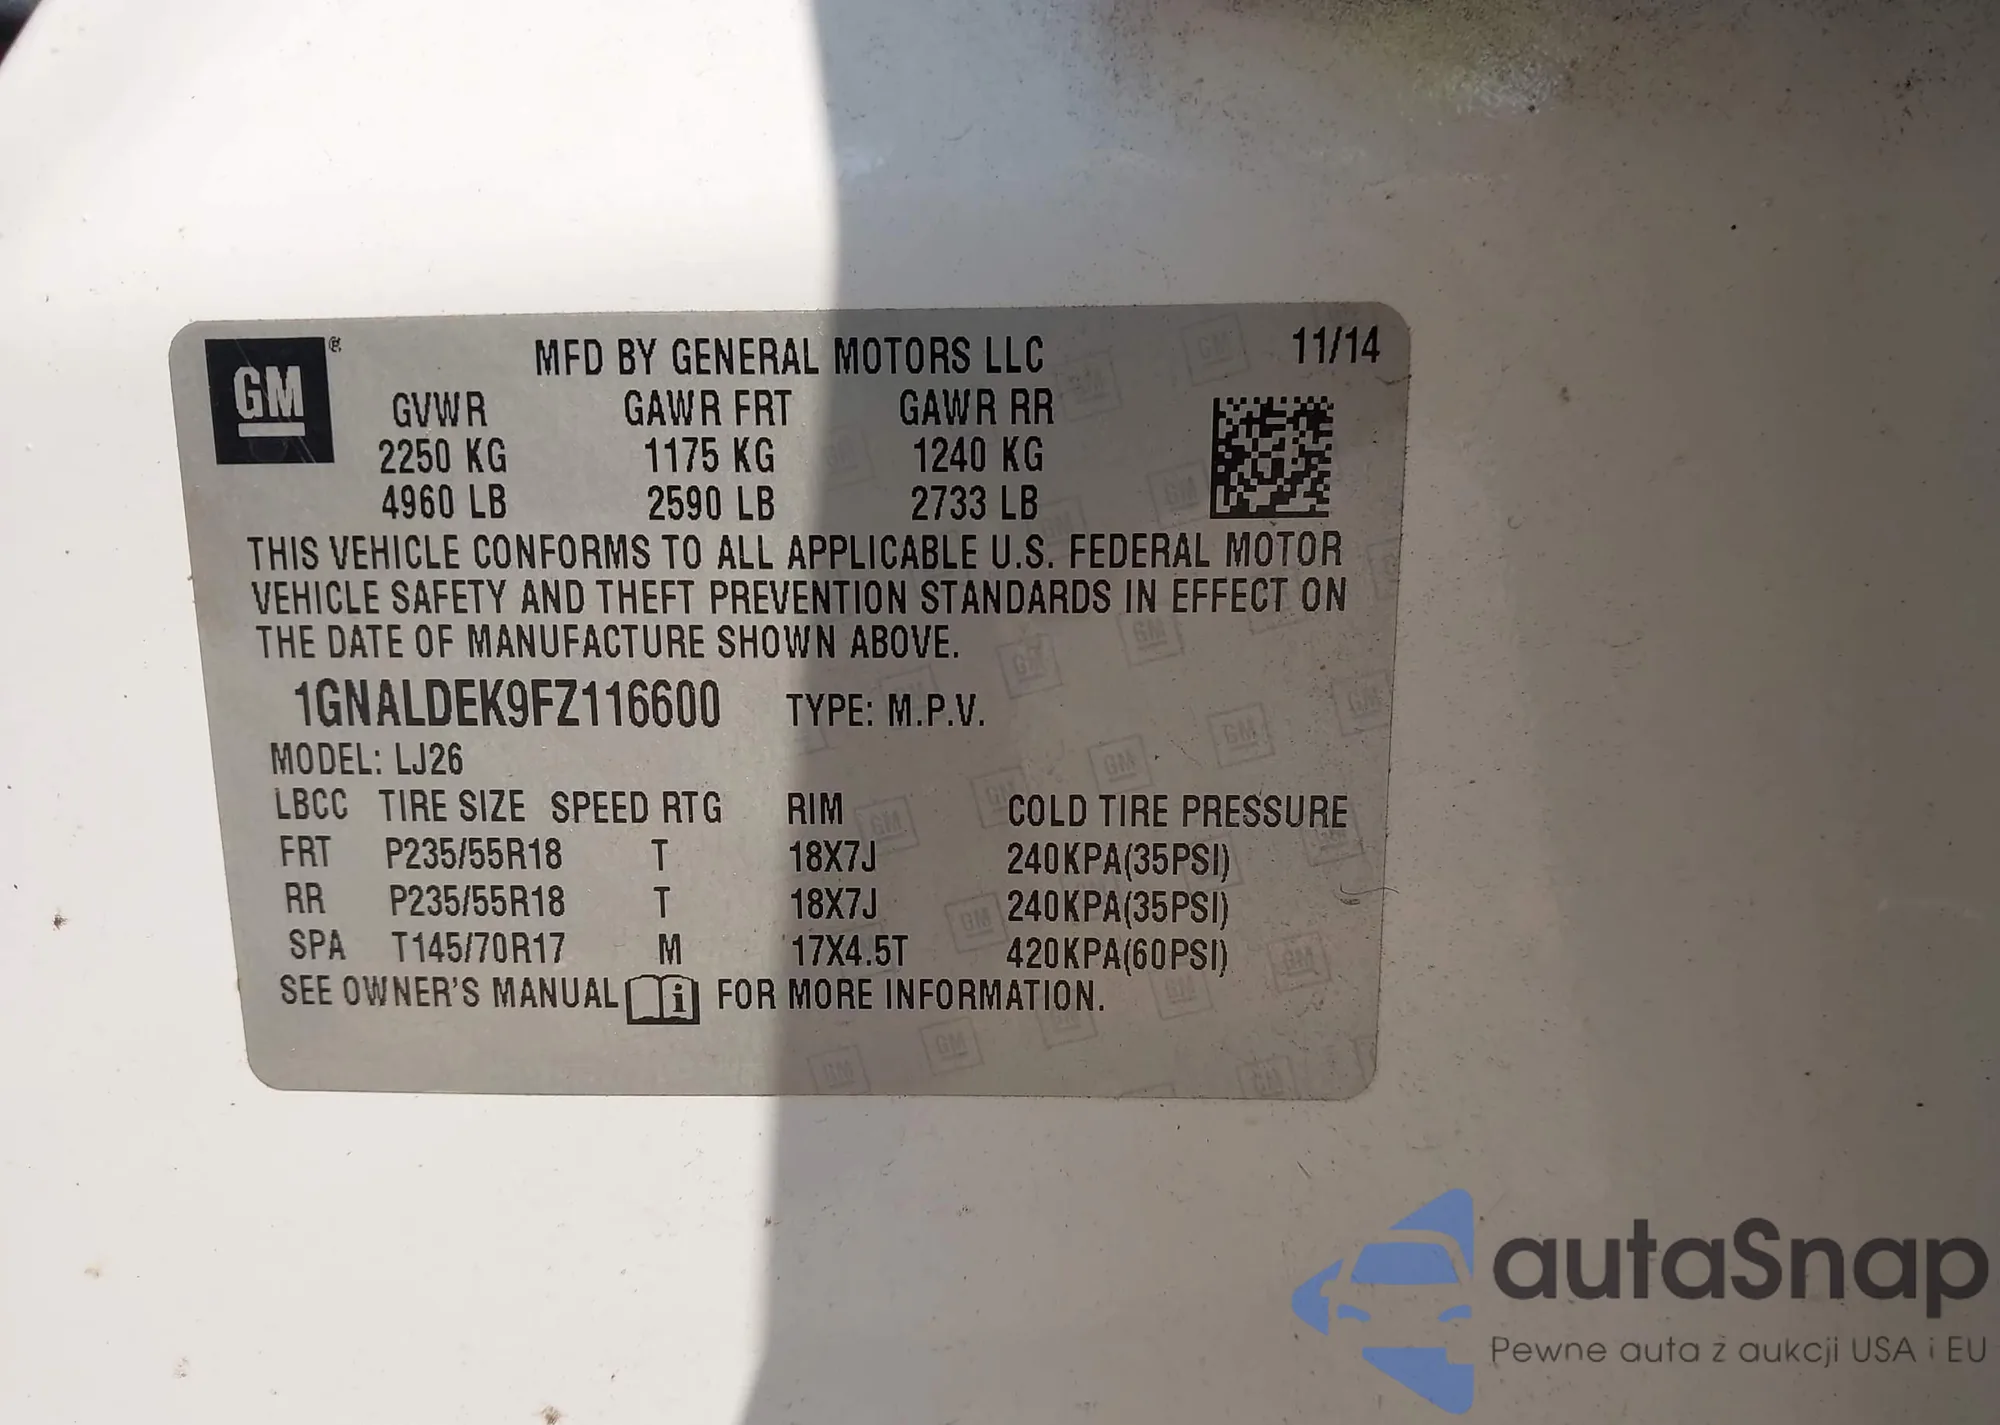 GM ® MFD BY GENERAL MOTORS LLC 11/14
GVWR GAWR FRT GAWR RR
2250 KG 1175 KG 1240 KG
4960 LB 2590 LB 2733 LB
THIS VEHICLE CONFORMS TO ALL APPLICABLE U.S. FEDERAL MOTOR
VEHICLE SAFETY AND THEFT PREVENTION STANDARDS IN EFFECT ON
THE DATE OF MANUFACTURE SHOWN ABOVE.
1GNALDEK9FZ116600 TYPE: M.P.V.
MODEL: LJ26
LBCC TIRE SIZE SPEED RTG RIM COLD TIRE PRESSURE
FRT P235/55R18 T 18X7J 240KPA(35PSI)
RR P235/55R18 T 18X7J 240KPA(35PSI)
SPA T145/70R17 M 17X4.5T 420KPA(60PSI)
SEE OWNER'S MANUAL i FOR MORE INFORMATION.
autaSnap
Pewne auta z aukcji USA i EU